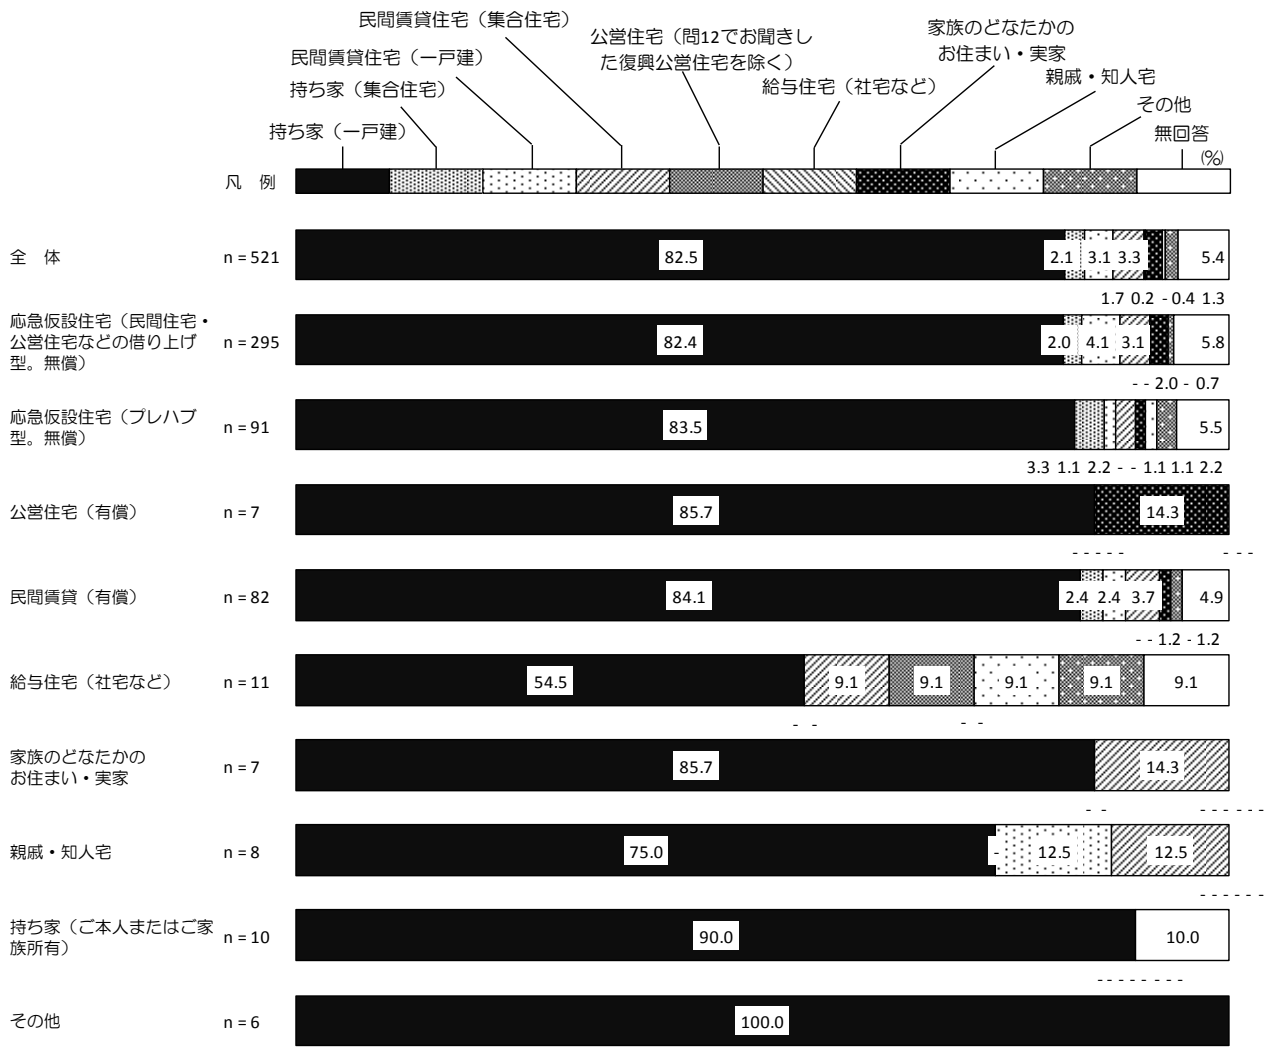 民間賃貸住宅（集合住宅）
家族のどなたかの
お住まい・実家
公営住宅（問12でお聞きし
た復興公営住宅を除く）
民間賃貸住宅（一戸建）
親戚・知人宅
持ち家（集合住宅）
給与住宅（社宅など）
その他
持ち家（一戸建）
無回答
(%)
凡　例
全　体
n = 521
82.5
2.1 3.1 3.3
5.4
1.7 0.2 - 0.4 1.3
応急仮設住宅（民間住宅・
公営住宅などの借り上げ
型。無償）
n = 295
82.4
2.0 4.1 3.1
5.8
- - 2.0 - 0.7
応急仮設住宅（プレハブ
型。無償）
n = 91
83.5
5.5
3.3 1.1 2.2 - - 1.1 1.1 2.2
公営住宅（有償）
n = 7
85.7
14.3
- - - - -
- - -
民間賃貸（有償）
n = 82
84.1
2.4 2.4 3.7
4.9
- - 1.2 - 1.2
給与住宅（社宅など）
n = 11
54.5
9.1
9.1
9.1
9.1
9.1
- -
- -
家族のどなたかの
お住まい・実家
n = 7
85.7
14.3
- -
- - - - - -
親戚・知人宅
n = 8
75.0
-
12.5
12.5
- - - - - -
持ち家（ご本人またはご家
族所有）
n = 10
90.0
10.0
- - - - - - - -
その他
n = 6
100.0